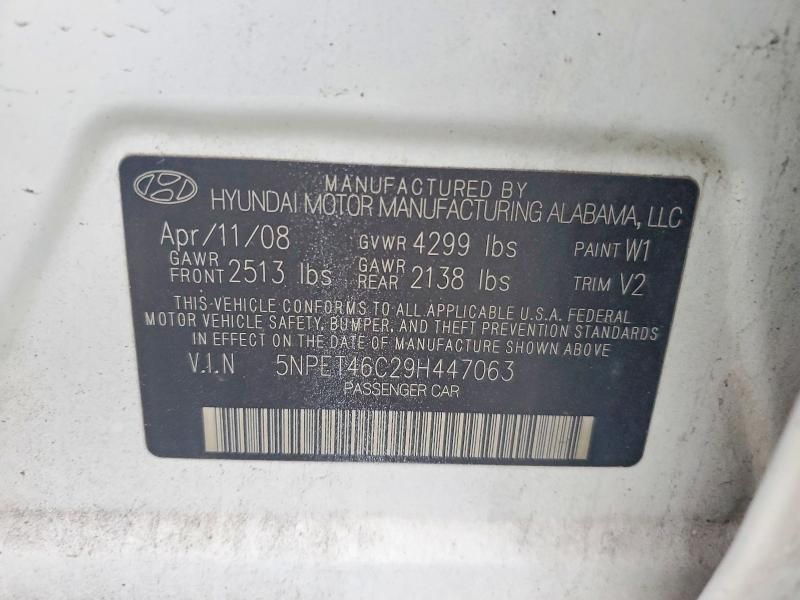 MANUFACTURED BY
HYUNDAI MOTOR MANUFACTURING ALABAMA, LLC
Apr/11/08 GVWR 4299 lbs PAINT W1
GAWR FRONT 2513 lbs GAWR REAR 2138 lbs TRIM V2
THIS VEHICLE CONFORMS TO ALL APPLICABLE U.S.A. FEDERAL
MOTOR VEHICLE SAFETY, BUMPER, AND THEFT PREVENTION STANDARDS
IN EFFECT ON THE DATE OF MANUFACTURE SHOWN ABOVE.
V.I.N 5NPET46C29H447063
PASSENGER CAR